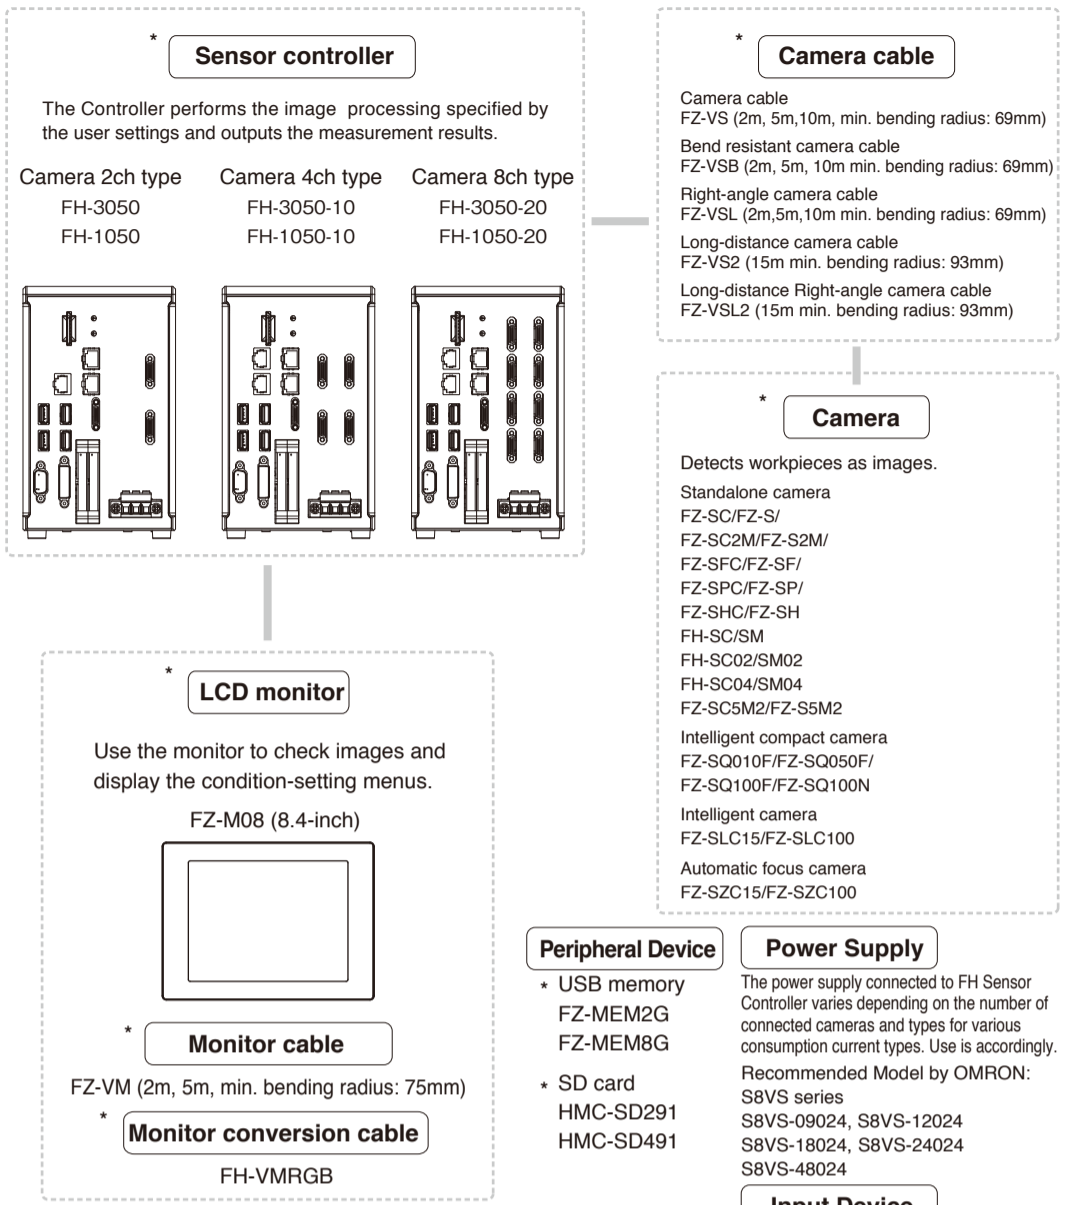 *
Sensor controller
The Controller performs the image processing specified by
the user settings and outputs the measurement results.
Camera 2ch type
FH-3050
FH-1050
Camera 4ch type
FH-3050-10
FH-1050-10
Camera 8ch type
FH-3050-20
FH-1050-20
*
Camera cable
Camera cable
FZ-VS (2m, 5m,10m, min. bending radius: 69mm)
Bend resistant camera cable
FZ-VSB (2m, 5m, 10m min. bending radius: 69mm)
Right-angle camera cable
FZ-VSL (2m,5m,10m min. bending radius: 69mm)
Long-distance camera cable
FZ-VS2 (15m min. bending radius: 93mm)
Long-distance Right-angle camera cable
FZ-VSL2 (15m min. bending radius: 93mm)
*
Camera
Detects workpieces as images.
Standalone camera
FZ-SC/FZ-S/
FZ-SC2M/FZ-S2M/
FZ-SFC/FZ-SF/
FZ-SPC/FZ-SP/
FZ-SHC/FZ-SH
FH-SC/SM
FH-SC02/SM02
FH-SC04/SM04
FZ-SC5M2/FZ-S5M2
Intelligent compact camera
FZ-SQ010F/FZ-SQ050F/
FZ-SQ100F/FZ-SQ100N
Intelligent camera
FZ-SLC15/FZ-SLC100
Automatic focus camera
FZ-SZC15/FZ-SZC100
*
LCD monitor
Use the monitor to check images and
display the condition-setting menus.
FZ-M08 (8.4-inch)
*
Monitor cable
FZ-VM (2m, 5m, min. bending radius: 75mm)
*
Monitor conversion cable
FH-VMRGB
Peripheral Device
* USB memory
FZ-MEM2G
FZ-MEM8G
* SD card
HMC-SD291
HMC-SD491
Power Supply
The power supply connected to FH Sensor
Controller varies depending on the number of
connected cameras and types for various
consumption current types. Use is accordingly.
Recommended Model by OMRON:
S8VS series
S8VS-09024, S8VS-12024
S8VS-18024, S8VS-24024
S8VS-48024
Input Device